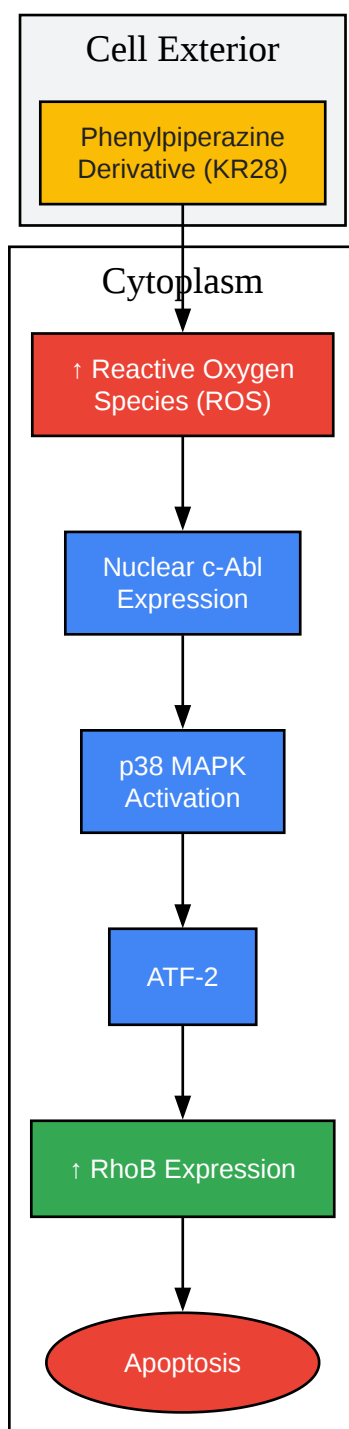 Cell Exterior
Phenylpiperazine
Derivative (KR28)
Cytoplasm
↑ Reactive Oxygen
Species (ROS)
Nuclear c-Abl
Expression
p38 MAPK
Activation
ATF-2
↑ RhoB Expression
Apoptosis